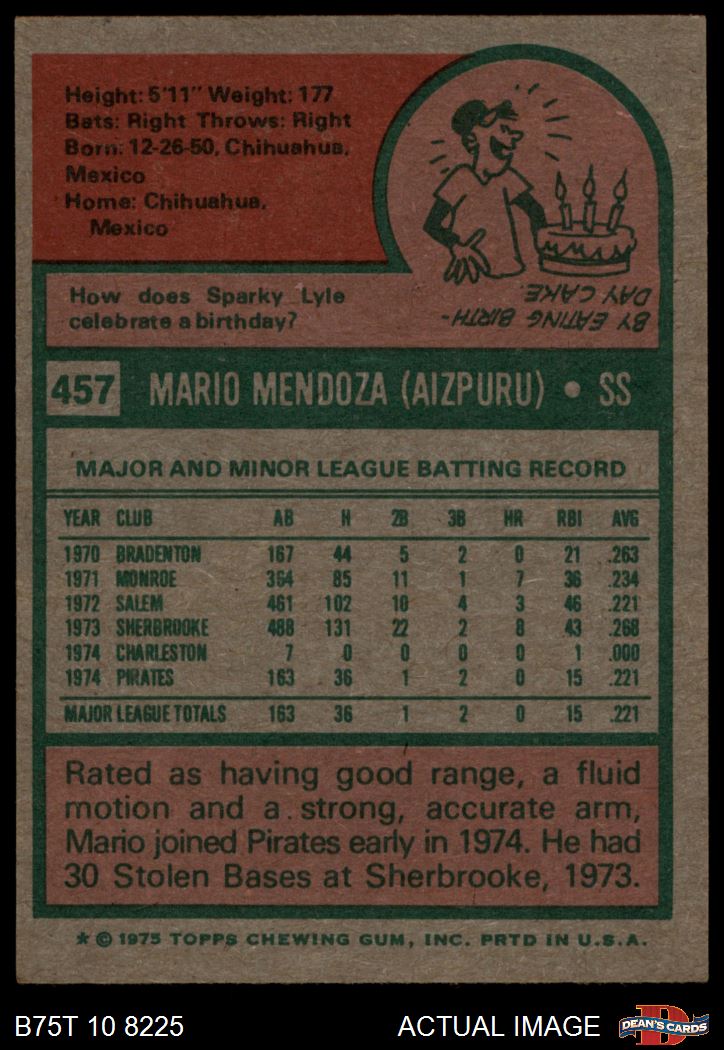 Height: 5'11" Weight: 177
Bats: Right Throws: Right
Born: 12-26-50, Chihuahua,
Mexico
Home: Chihuahua,
Mexico
How does Sparky Lyle
celebrate a birthday?
BY EATING BIRTH-
DAY CAKE.
457 MARIO MENDOZA (AIZPURU) • SS
MAJOR AND MINOR LEAGUE BATTING RECORD
YEAR CLUB AB H 2B 3B HR RBI AVG
1970 BRADENTON 167 44 5 2 0 21 .263
1971 MONROE 364 85 11 1 7 36 .234
1972 SALEM 461 102 10 4 3 46 .221
1973 SHERBROOKE 488 131 22 2 8 43 .268
1974 CHARLESTON 7 0 0 0 0 1 .000
1974 PIRATES 163 36 1 2 0 15 .221
MAJOR LEAGUE TOTALS 163 36 1 2 0 15 .221
Rated as having good range, a fluid
motion and a strong, accurate arm,
Mario joined Pirates early in 1974. He had
30 Stolen Bases at Sherbrooke, 1973.
* © 1975 TOPPS CHEWING GUM, INC. PRTD IN U.S.A.
B75T 10 8225 ACTUAL IMAGE D DEAN'S CARDS